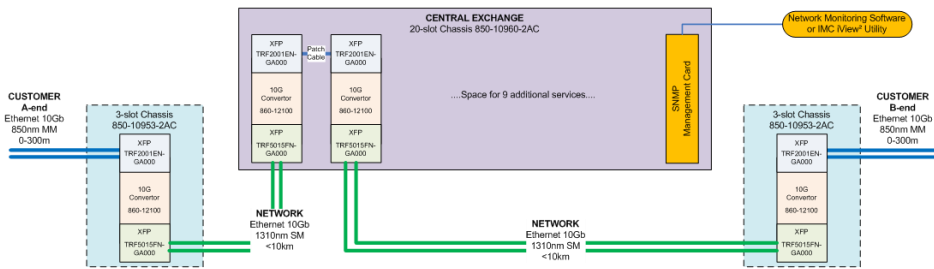 CENTRAL EXCHANGE
20-slot Chassis 850-10960-2AC
Network Monitoring Software
or IMC iView² Utility
XFP
TRF2001EN-
GA000
10G
Convertor
860-12100
XFP
TRF5015FN-
GA000
Patch
Cable
XFP
TRF2001EN-
GA000
10G
Convertor
860-12100
XFP
TRF5015FN-
GA000
....Space for 9 additional services....
SNMP
Management Card
CUSTOMER
A-end
Ethernet 10Gb
850nm MM
0-300m
3-slot Chassis
850-10953-2AC
XFP
TRF2001EN-
GA000
10G
Convertor
860-12100
XFP
TRF5015FN-
GA000
NETWORK
Ethernet 10Gb
1310nm SM
<10km
NETWORK
Ethernet 10Gb
1310nm SM
<10km
3-slot Chassis
850-10953-2AC
XFP
TRF2001EN-
GA000
10G
Convertor
860-12100
XFP
TRF5015FN-
GA000
CUSTOMER
B-end
Ethernet 10Gb
850nm MM
0-300m